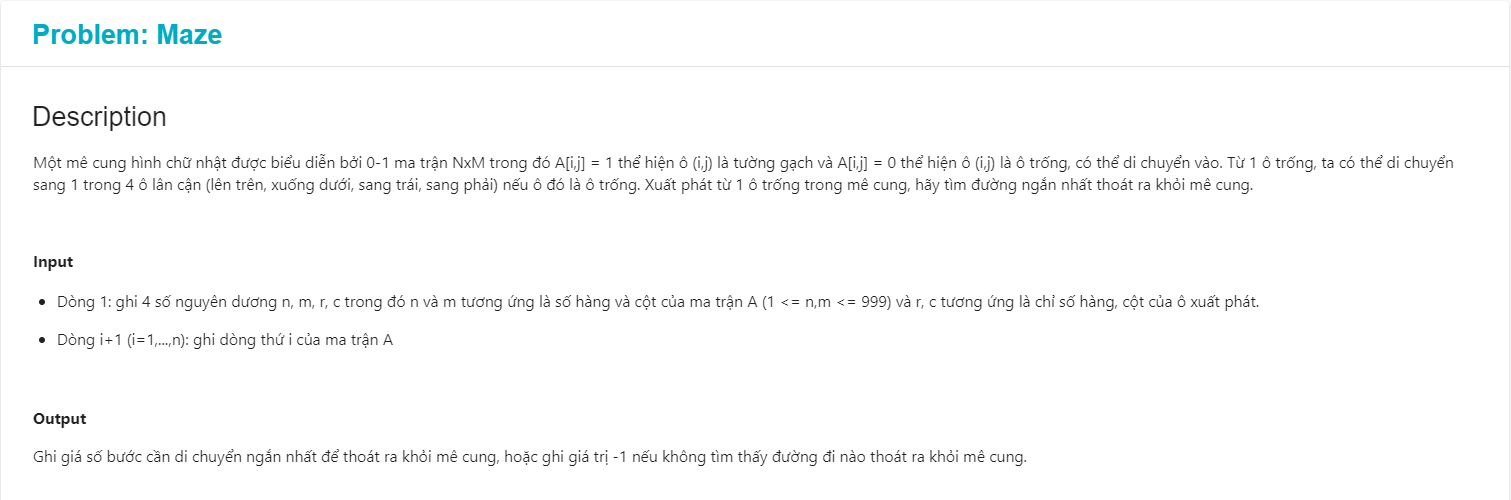 Problem: Maze
Description
Một mê cung hình chữ nhật được biểu diễn bởi 0-1 ma trận NxM trong đó A[i,j] = 1 thể hiện ô (i,j) là tường gạch và A[i,j] = 0 thể hiện ô (i,j) là ô trống, có thể di chuyển vào. Từ 1 ô trống, ta có thể di chuyển
sang 1 trong 4 ô lân cận (lên trên, xuống dưới, sang trái, sang phải) nếu ô đó là ô trống. Xuất phát từ 1 ô trống trong mê cung, hãy tìm đường ngắn nhất thoát ra khỏi mê cung.
Input
• Dòng 1: ghi 4 số nguyên dương n, m, r, c trong đó n và m tương ứng là số hàng và cột của ma trận A (1 <= n,m <= 999) và r, c tương ứng là chỉ số hàng, cột của ô xuất phát.
• Dòng i+1 (i=1,...,n): ghi dòng thứ i của ma trận A
Output
Ghi giá số bước cần di chuyển ngắn nhất để thoát ra khỏi mê cung, hoặc ghi giá trị -1 nếu không tìm thấy đường đi nào thoát ra khỏi mê cung.